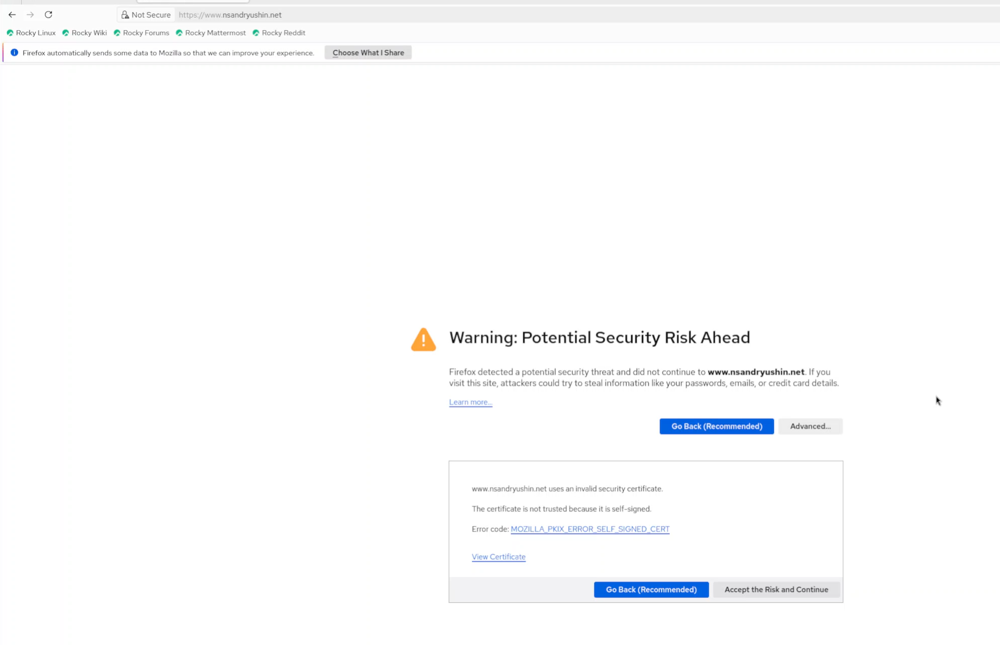 Not Secure https://www.nsandryushin.net
Rocky Linux Rocky Wiki Rocky Forums Rocky Mattermost Rocky Reddit
Firefox automatically sends some data to Mozilla so that we can improve your experience. Choose What I Share
Warning: Potential Security Risk Ahead
Firefox detected a potential security threat and did not continue to www.nsandryushin.net. If you
visit this site, attackers could try to steal information like your passwords, emails, or credit card details.
Learn more...
Go Back (Recommended) Advanced...
www.nsandryushin.net uses an invalid security certificate.
The certificate is not trusted because it is self-signed.
Error code: MOZILLA_PKIX_ERROR_SELF_SIGNED_CERT
View Certificate
Go Back (Recommended) Accept the Risk and Continue